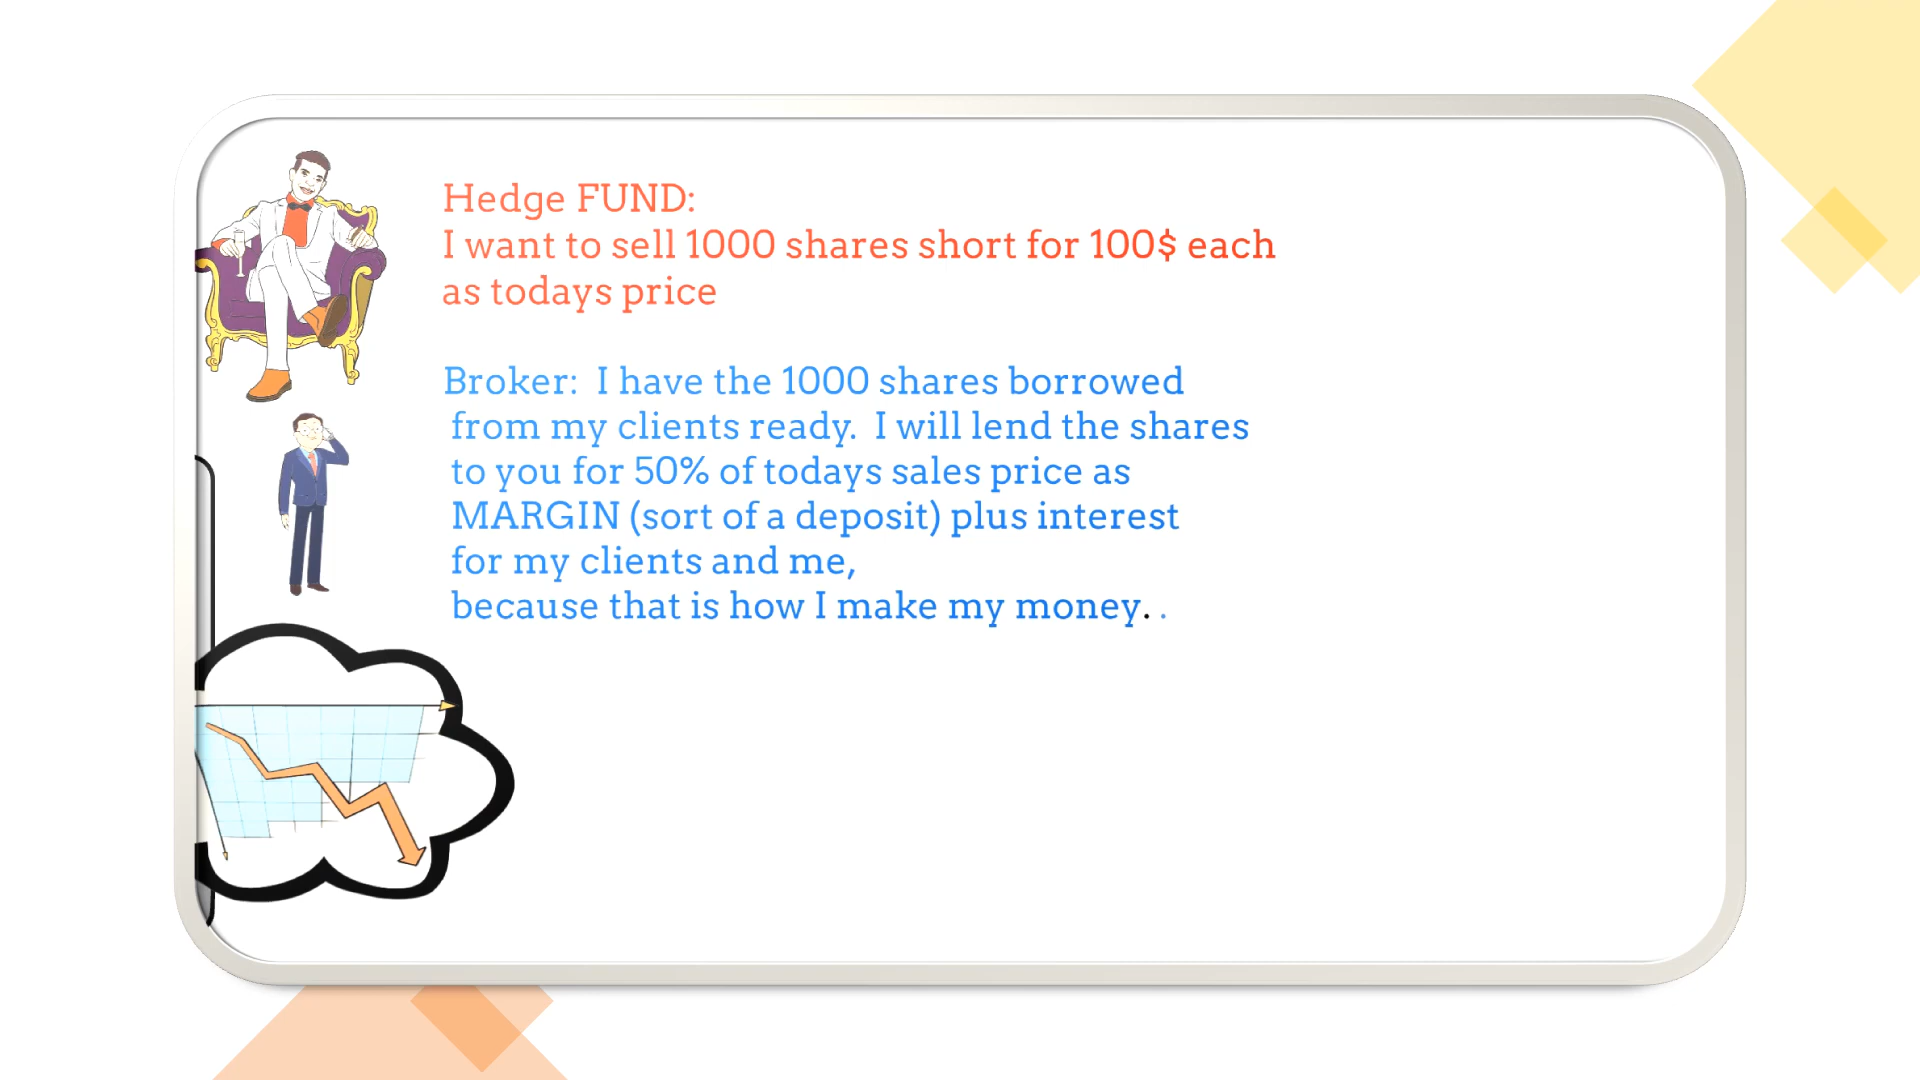 Hedge FUND:
I want to sell 1000 shares short for 100$ each
as todays price
Broker:  I have the 1000 shares borrowed
from my clients ready.  I will lend the shares
to you for 50% of todays sales price as
MARGIN (sort of a deposit) plus interest
for my clients and me,
because that is how I make my money. .